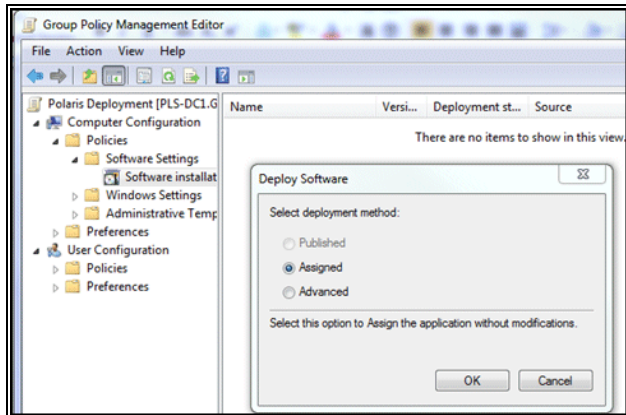 Group Policy Management Editor
File Action View Help
Polaris Deployment [PLS-DC1.G
Name Versi... Deployment st... Source
Computer Configuration
Policies
There are no items to show in this view.
Software Settings
Software installat
Windows Settings
Administrative Temp
Preferences
User Configuration
Policies
Preferences
Deploy Software
Select deployment method:
Published
Assigned
Advanced
Select this option to Assign the application without modifications.
OK Cancel